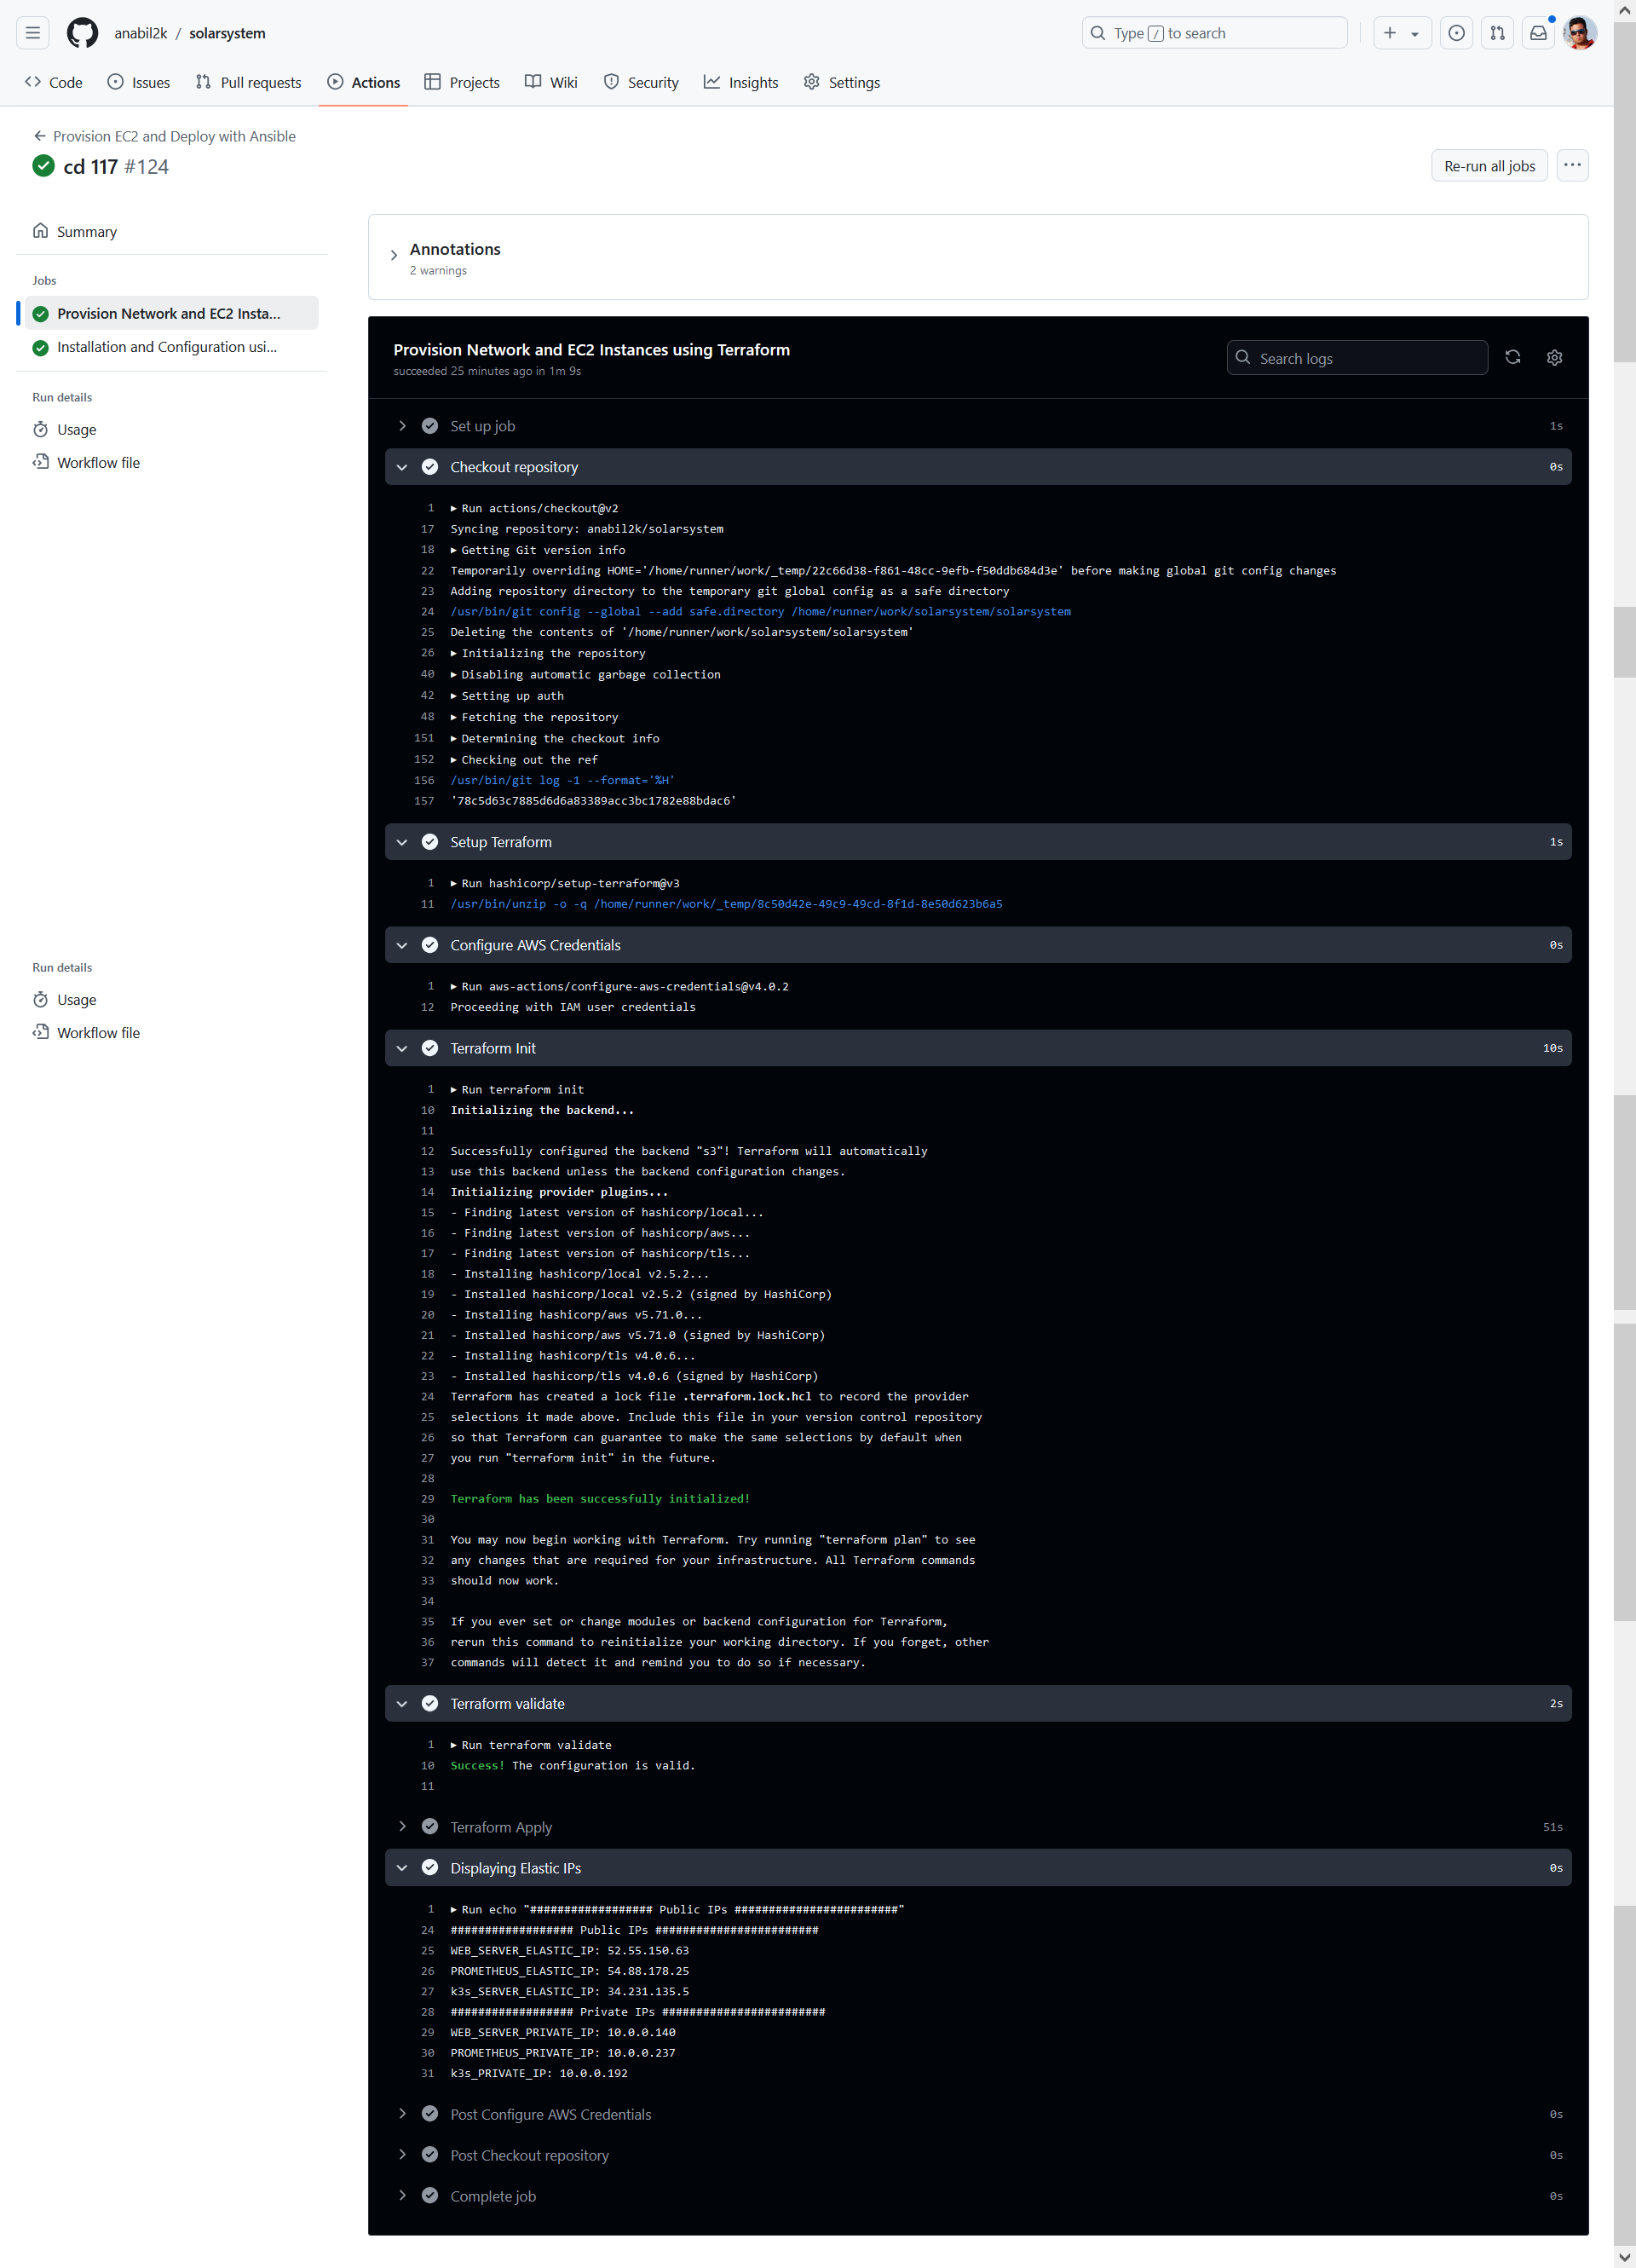 anabil2k / solarsystem
Type / to search
Code
Issues
Pull requests
Actions
Projects
Wiki
Security
Insights
Settings
Provision EC2 and Deploy with Ansible
cd 117 #124
Re-run all jobs
Summary
Jobs
Provision Network and EC2 Insta...
Installation and Configuration usi...
Run details
Usage
Workflow file
Run details
Usage
Workflow file
Annotations
2 warnings
Provision Network and EC2 Instances using Terraform
succeeded 25 minutes ago in 1m 9s
Search logs
Set up job 1s
Checkout repository 0s
1 Run actions/checkout@v2
17 Syncing repository: anabil2k/solarsystem
18 Getting Git version info
22 Temporarily overriding HOME='/home/runner/work/_temp/22c66d38-f861-48cc-9efb-f50ddb684d3e' before making global git config changes
23 Adding repository directory to the temporary git global config as a safe directory
24 /usr/bin/git config --global --add safe.directory /home/runner/work/solarsystem/solarsystem
25 Deleting the contents of '/home/runner/work/solarsystem/solarsystem'
26 Initializing the repository
40 Disabling automatic garbage collection
42 Setting up auth
48 Fetching the repository
151 Determining the checkout info
152 Checking out the ref
156 /usr/bin/git log -1 --format='%H'
157 '78c5d63c7885d6d6a83389acc3bc1782e88bdac6'
Setup Terraform 1s
1 Run hashicorp/setup-terraform@v3
11 /usr/bin/unzip -o -q /home/runner/work/_temp/8c50d42e-49c9-49cd-8f1d-8e50d623b6a5
Configure AWS Credentials 0s
1 Run aws-actions/configure-aws-credentials@v4.0.2
12 Proceeding with IAM user credentials
Terraform Init 10s
1 Run terraform init
10 Initializing the backend...
11
12 Successfully configured the backend "s3"! Terraform will automatically
13 use this backend unless the backend configuration changes.
14 Initializing provider plugins...
15 - Finding latest version of hashicorp/local...
16 - Finding latest version of hashicorp/aws...
17 - Finding latest version of hashicorp/tls...
18 - Installing hashicorp/local v2.5.2...
19 - Installed hashicorp/local v2.5.2 (signed by HashiCorp)
20 - Installing hashicorp/aws v5.71.0...
21 - Installed hashicorp/aws v5.71.0 (signed by HashiCorp)
22 - Installing hashicorp/tls v4.0.6...
23 - Installed hashicorp/tls v4.0.6 (signed by HashiCorp)
24 Terraform has created a lock file .terraform.lock.hcl to record the provider
25 selections it made above. Include this file in your version control repository
26 so that Terraform can guarantee to make the same selections by default when
27 you run "terraform init" in the future.
28
29 Terraform has been successfully initialized!
30
31 You may now begin working with Terraform. Try running "terraform plan" to see
32 any changes that are required for your infrastructure. All Terraform commands
33 should now work.
34
35 If you ever set or change modules or backend configuration for Terraform,
36 rerun this command to reinitialize your working directory. If you forget, other
37 commands will detect it and remind you to do so if necessary.
Terraform validate 2s
1 Run terraform validate
10 Success! The configuration is valid.
11
Terraform Apply 51s
Displaying Elastic IPs 0s
1 Run echo "################## Public IPs ########################"
24 ################## Public IPs ########################
25 WEB_SERVER_ELASTIC_IP: 52.55.150.63
26 PROMETHEUS_ELASTIC_IP: 54.88.178.25
27 k3s_SERVER_ELASTIC_IP: 34.231.135.5
28 ################## Private IPs ########################
29 WEB_SERVER_PRIVATE_IP: 10.0.0.140
30 PROMETHEUS_PRIVATE_IP: 10.0.0.237
31 k3s_PRIVATE_IP: 10.0.0.192
Post Configure AWS Credentials 0s
Post Checkout repository 0s
Complete job 0s